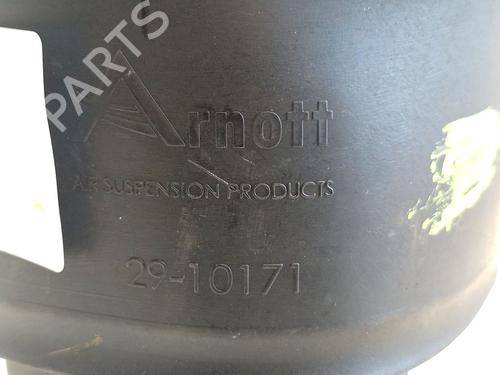 PARTS
Arnott
AIR SUSPENSION PRODUCTS
29-10171